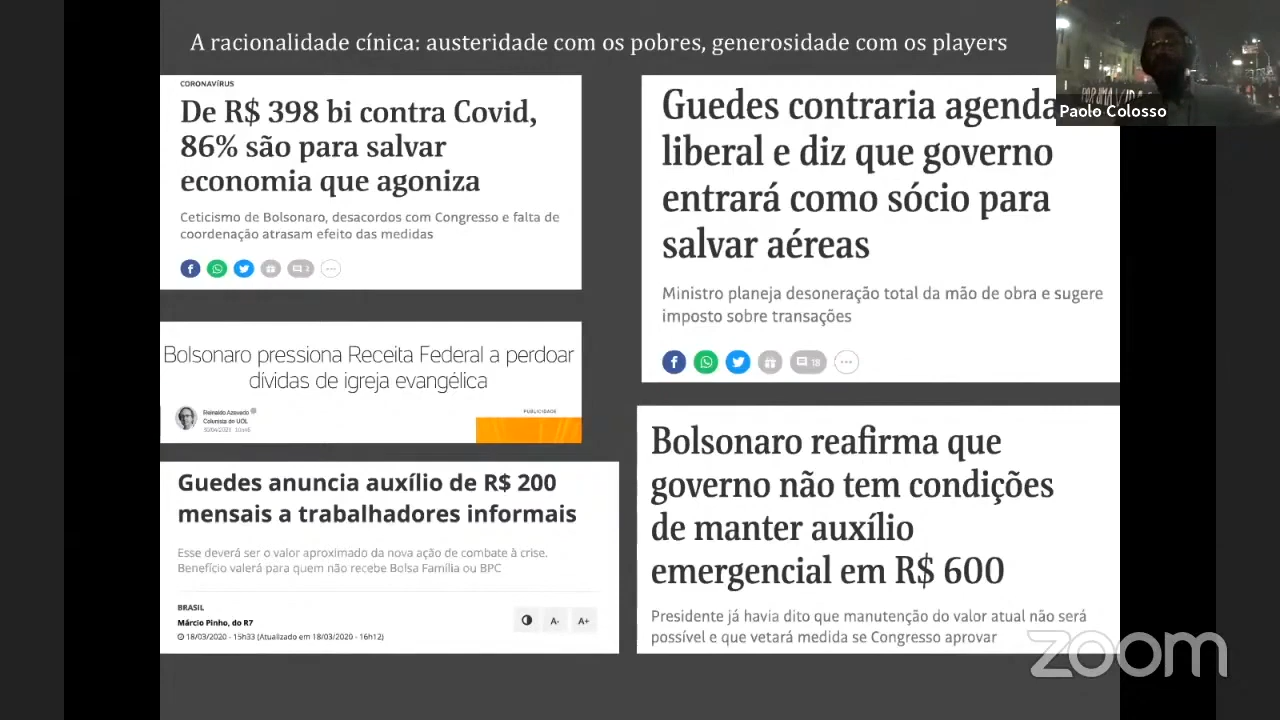 A racionalidade cínica: austeridade com os pobres, generosidade com os players
CORONAVÍRUS
De R$ 398 bi contra Covid,
86% são para salvar
economia que agoniza
Ceticismo de Bolsonaro, desacordos com Congresso e falta de
coordenação atrasam efeito das medidas
2
Bolsonaro pressiona Receita Federal a perdoar
dívidas de igreja evangélica
Reinaldo Azevedo
Colunista do UOL
PUBLICIDADE
Guedes anuncia auxílio de R$ 200
mensais a trabalhadores informais
Esse deverá ser o valor aproximado da nova ação de combate à crise.
Benefício valerá para quem não recebe Bolsa Família ou BPC
BRASIL
Márcio Pinho, do R7
18/03/2020 - 15h33 (Atualizado em 18/03/2020 - 16h12)
A- A+
Guedes contraria agenda
liberal e diz que governo
entrará como sócio para
salvar aéreas
Ministro planeja desoneração total da mão de obra e sugere
imposto sobre transações
18
Bolsonaro reafirma que
governo não tem condições
de manter auxílio
emergencial em R$ 600
Presidente já havia dito que manutenção do valor atual não será
possível e que vetará medida se Congresso aprovar
Paolo Colosso
zoom